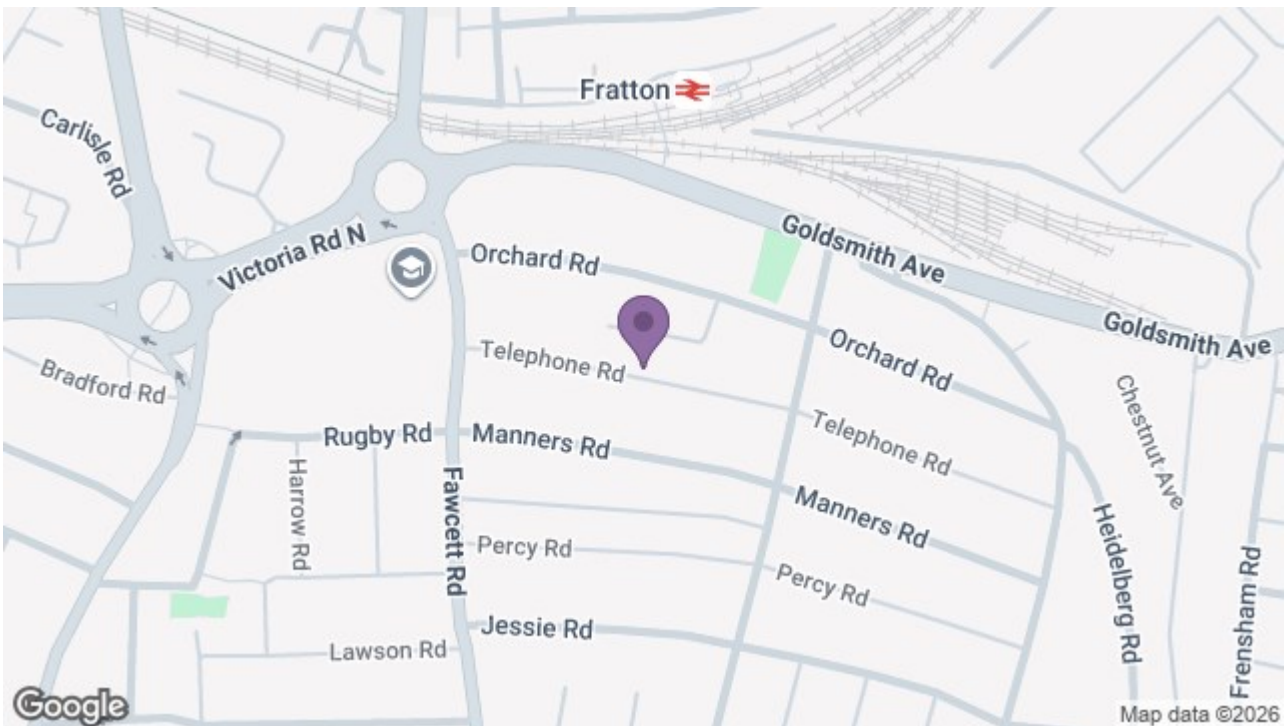 Fratton
Carlisle Rd
Victoria Rd N
Orchard Rd
Goldsmith Ave
Goldsmith Ave
Telephone Rd
Orchard Rd
Bradford Rd
Chestnut Ave
Rugby Rd
Manners Rd
Telephone Rd
Harrow Rd
Fawcett Rd
Manners Rd
Heidelberg Rd
Percy Rd
Percy Rd
Frensham Rd
Jessie Rd
Lawson Rd
Google
Map data ©2026